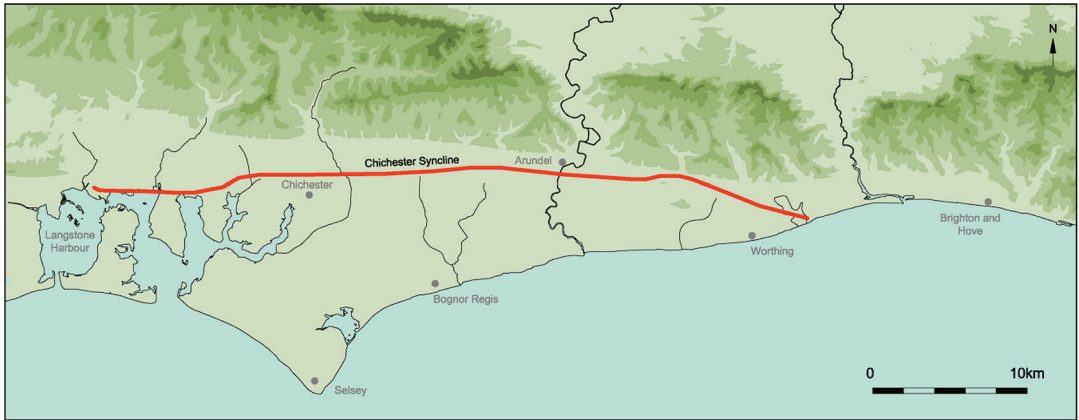 N
Chichester Syncline
Arundel
Chichester
Langstone
Harbour
Brighton and
Hove
Worthing
Bognor Regis
Selsey
0
10km